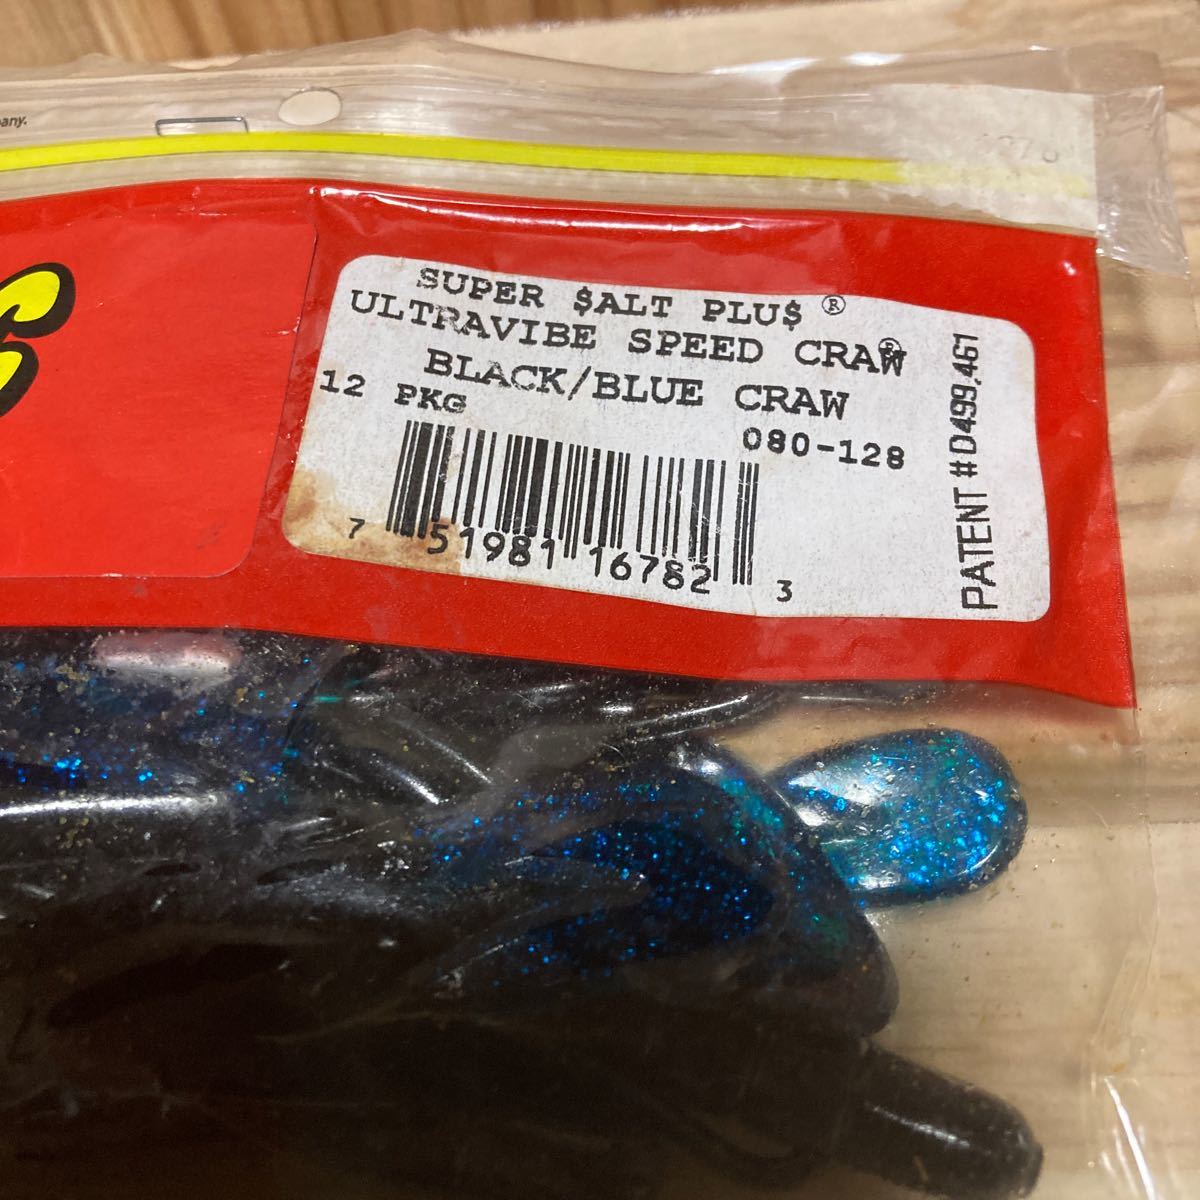 SUPER $ALT PLU$ ®
ULTRAVIBE SPEED CRAW®
BLACK/BLUE CRAW
12 PKG
080-128
7 51981 16782 3
PATENT #D499,461